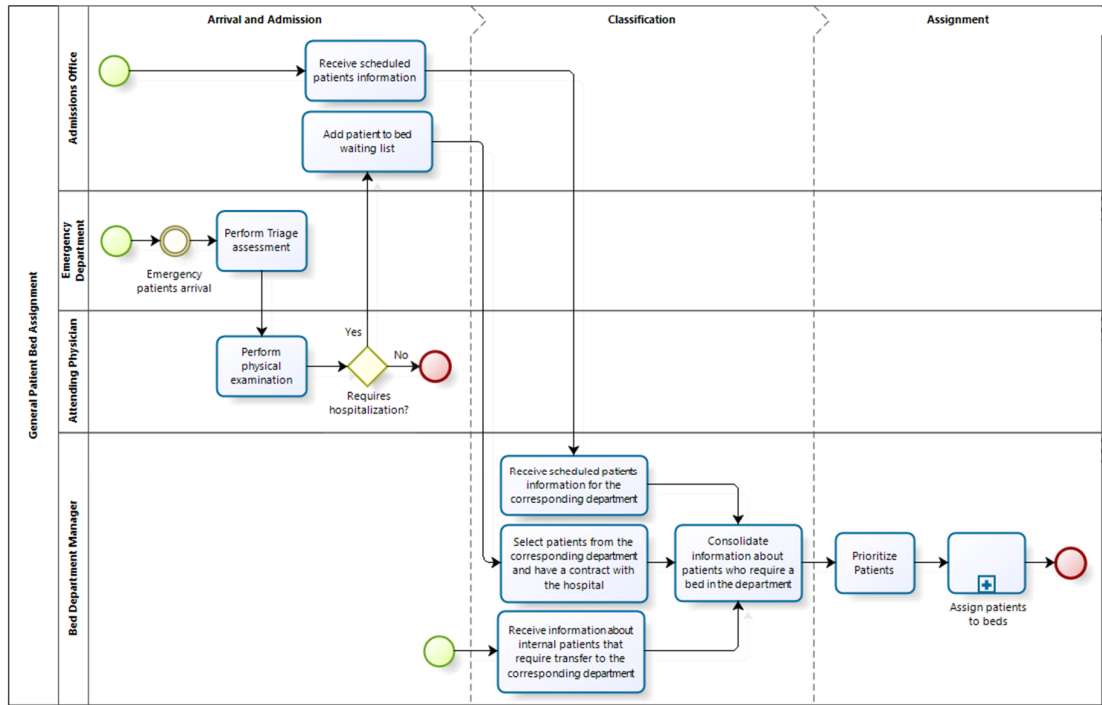 Arrival and Admission
Classification
Assignment
General Patient Bed Assignment
Admissions Office
Receive scheduled
patients information
Add patient to bed
waiting list
Emergency
Department
Perform Triage
assessment
Emergency
patients arrival
Attending Physician
Perform
physical
examination
Yes
No
Requires
hospitalization?
Bed Department Manager
Receive scheduled patients
information for the
corresponding department
Select patients from the
corresponding department
and have a contract with
the hospital
Consolidate
information about
patients who require a
bed in the department
Prioritize
Patients
Assign patients
to beds
Receive information about
internal patients that
require transfer to the
corresponding department